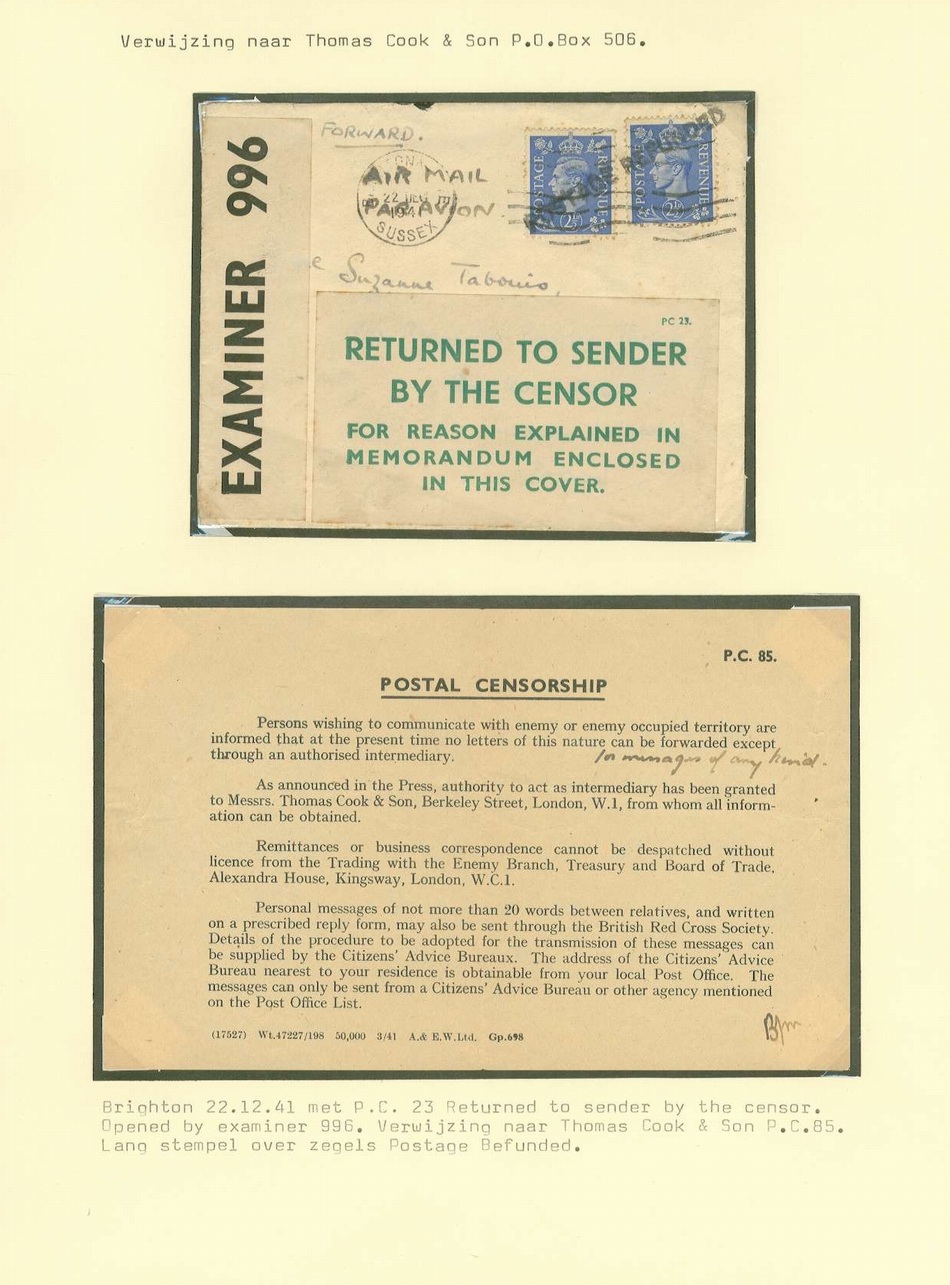 Verwijzing naar Thomas Cook & Son P.O.Box 506.
EXAMINER 996
FORWARD.
AIR MAIL
PAR AVION
22 DEC
194
SUSSEX
POSTAGE REVENUE
2½
POSTAGE REVENUE
2½
POSTAGE REFUNDED
Suzanne Tabouis,
PC 23.
RETURNED TO SENDER
BY THE CENSOR
FOR REASON EXPLAINED IN
MEMORANDUM ENCLOSED
IN THIS COVER.
P.C. 85.
POSTAL CENSORSHIP
Persons wishing to communicate with enemy or enemy occupied territory are
informed that at the present time no letters of this nature can be forwarded except
through an authorised intermediary.
for messages of any kind.
As announced in the Press, authority to act as intermediary has been granted
to Messrs. Thomas Cook & Son, Berkeley Street, London, W.1, from whom all inform-
ation can be obtained.
Remittances or business correspondence cannot be despatched without
licence from the Trading with the Enemy Branch, Treasury and Board of Trade,
Alexandra House, Kingsway, London, W.C.1.
Personal messages of not more than 20 words between relatives, and written
on a prescribed reply form, may also be sent through the British Red Cross Society.
Details of the procedure to be adopted for the transmission of these messages can
be supplied by the Citizens' Advice Bureaux. The address of the Citizens' Advice
Bureau nearest to your residence is obtainable from your local Post Office. The
messages can only be sent from a Citizens' Advice Bureau or other agency mentioned
on the Post Office List.
(17527) Wt.47227/198 50,000 3/41 A.& E.W.Ltd. Gp.698
Brighton 22.12.41 met P.C. 23 Returned to sender by the censor.
Opened by examiner 996. Verwijzing naar Thomas Cook & Son P.C.85.
Lang stempel over zegels Postage Befunded.